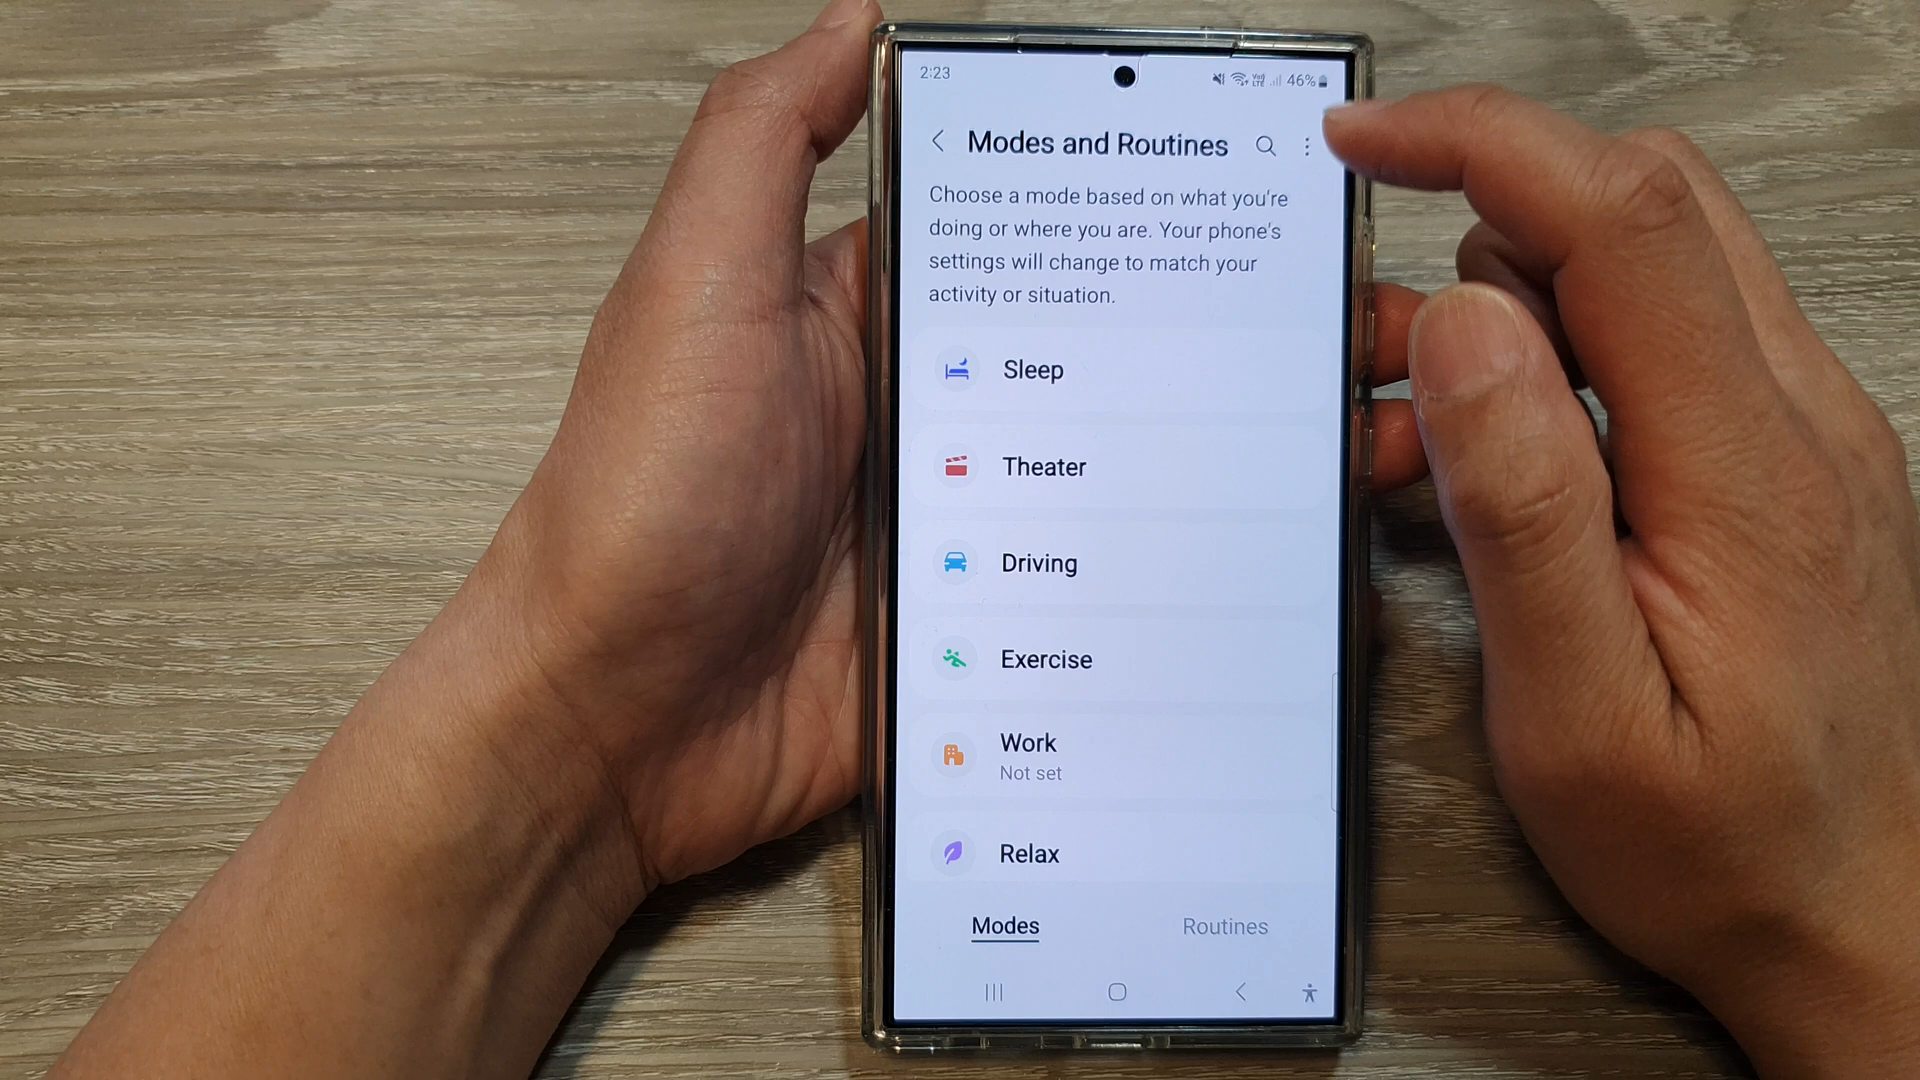 2:23
Vo)) LTE 46%
Modes and Routines
Choose a mode based on what you're
doing or where you are. Your phone's
settings will change to match your
activity or situation.
Sleep
Theater
Driving
Exercise
Work
Not set
Relax
Modes Routines